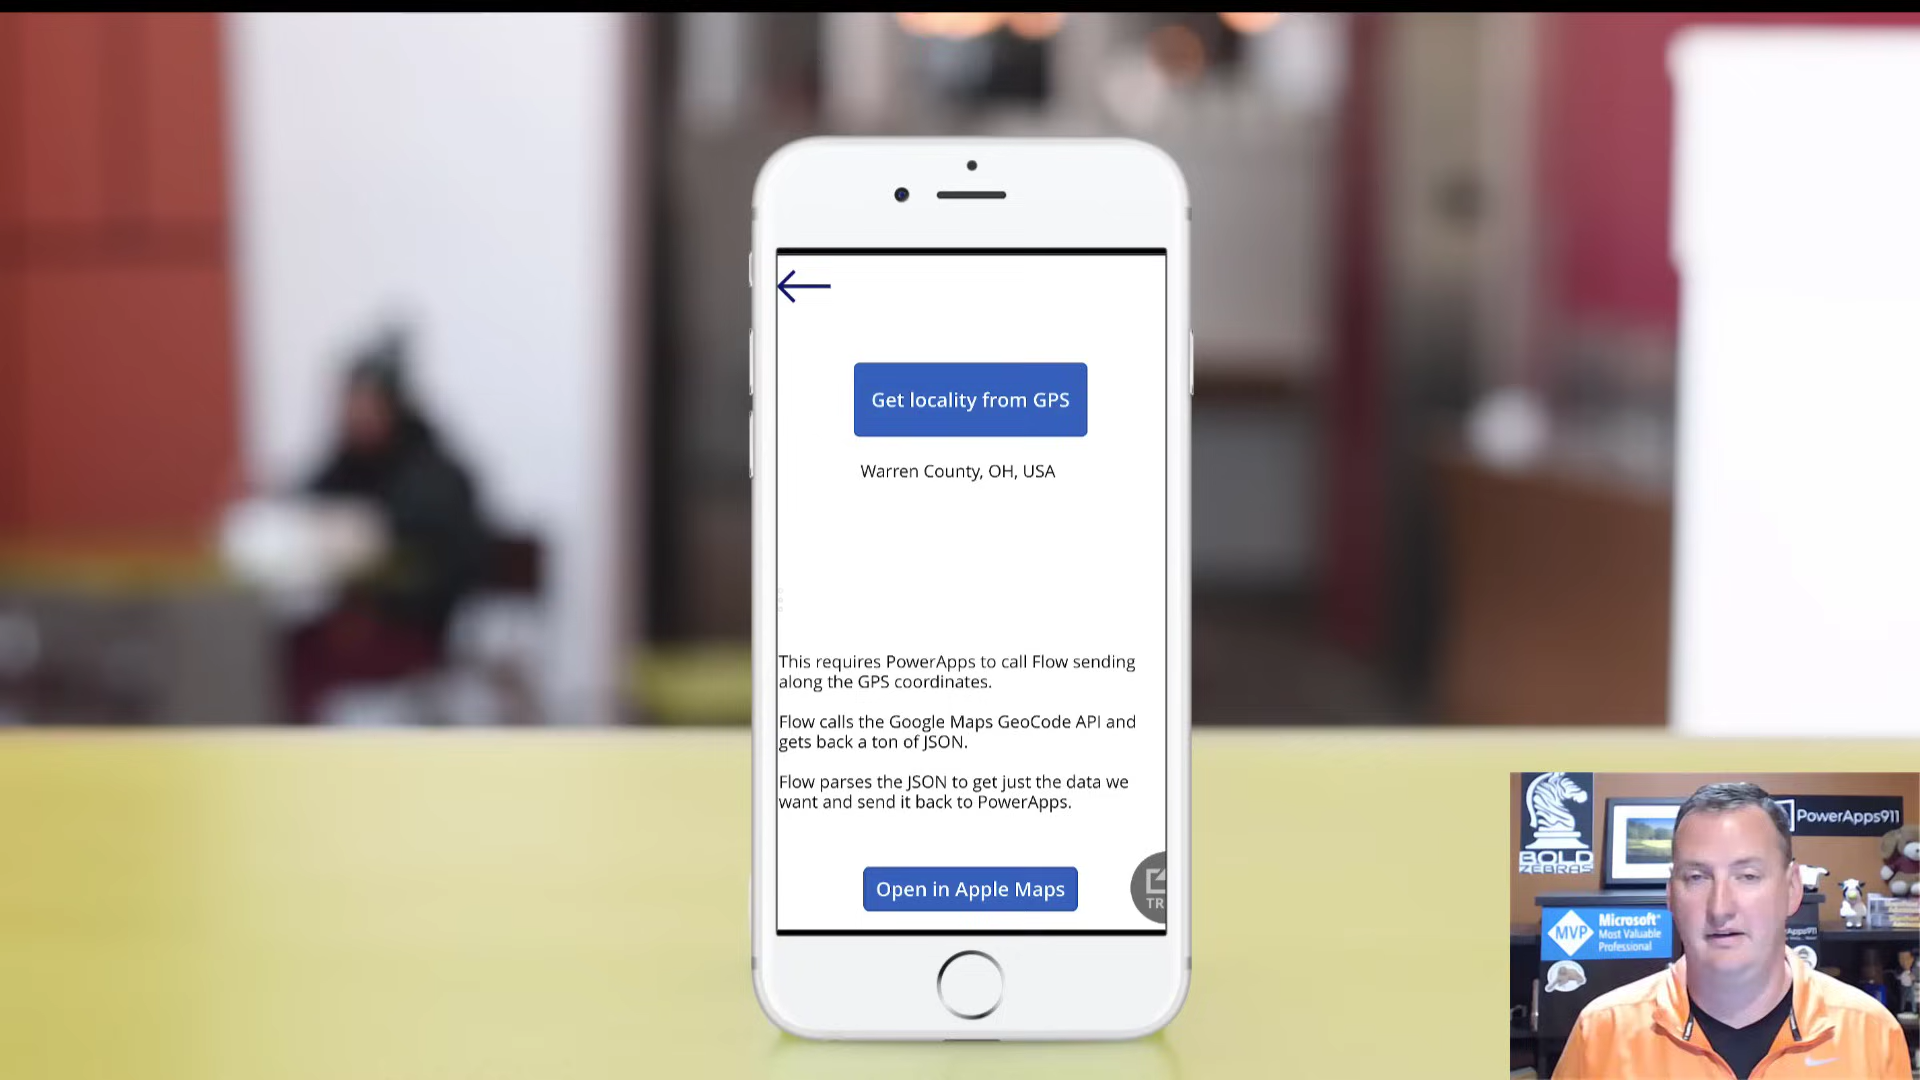 Get locality from GPS
Warren County, OH, USA
This requires PowerApps to call Flow sending
along the GPS coordinates.
Flow calls the Google Maps GeoCode API and
gets back a ton of JSON.
Flow parses the JSON to get just the data we
want and send it back to PowerApps.
Open in Apple Maps
TR
BOLD
ZEBRAS
PowerApps911
MVP
Microsoft®
Most Valuable
Professional